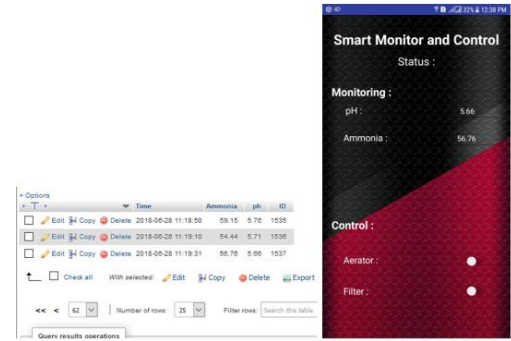 + Options
Time Ammonia ph ID
Edit Copy Delete 2018-06-28 11:18:50 59.15 5.76 1535
Edit Copy Delete 2018-06-28 11:19:10 54.44 5.71 1536
Edit Copy Delete 2018-06-28 11:19:31 56.76 5.66 1537
Check all With selected: Edit Copy Delete Export
<< < 62 Number of rows: 25 Filter rows: Search this table
Query results operations
32% 12:38 PM
Smart Monitor and Control
Status :
Monitoring :
pH : 5.66
Ammonia : 56.76
Control :
Aerator :
Filter :